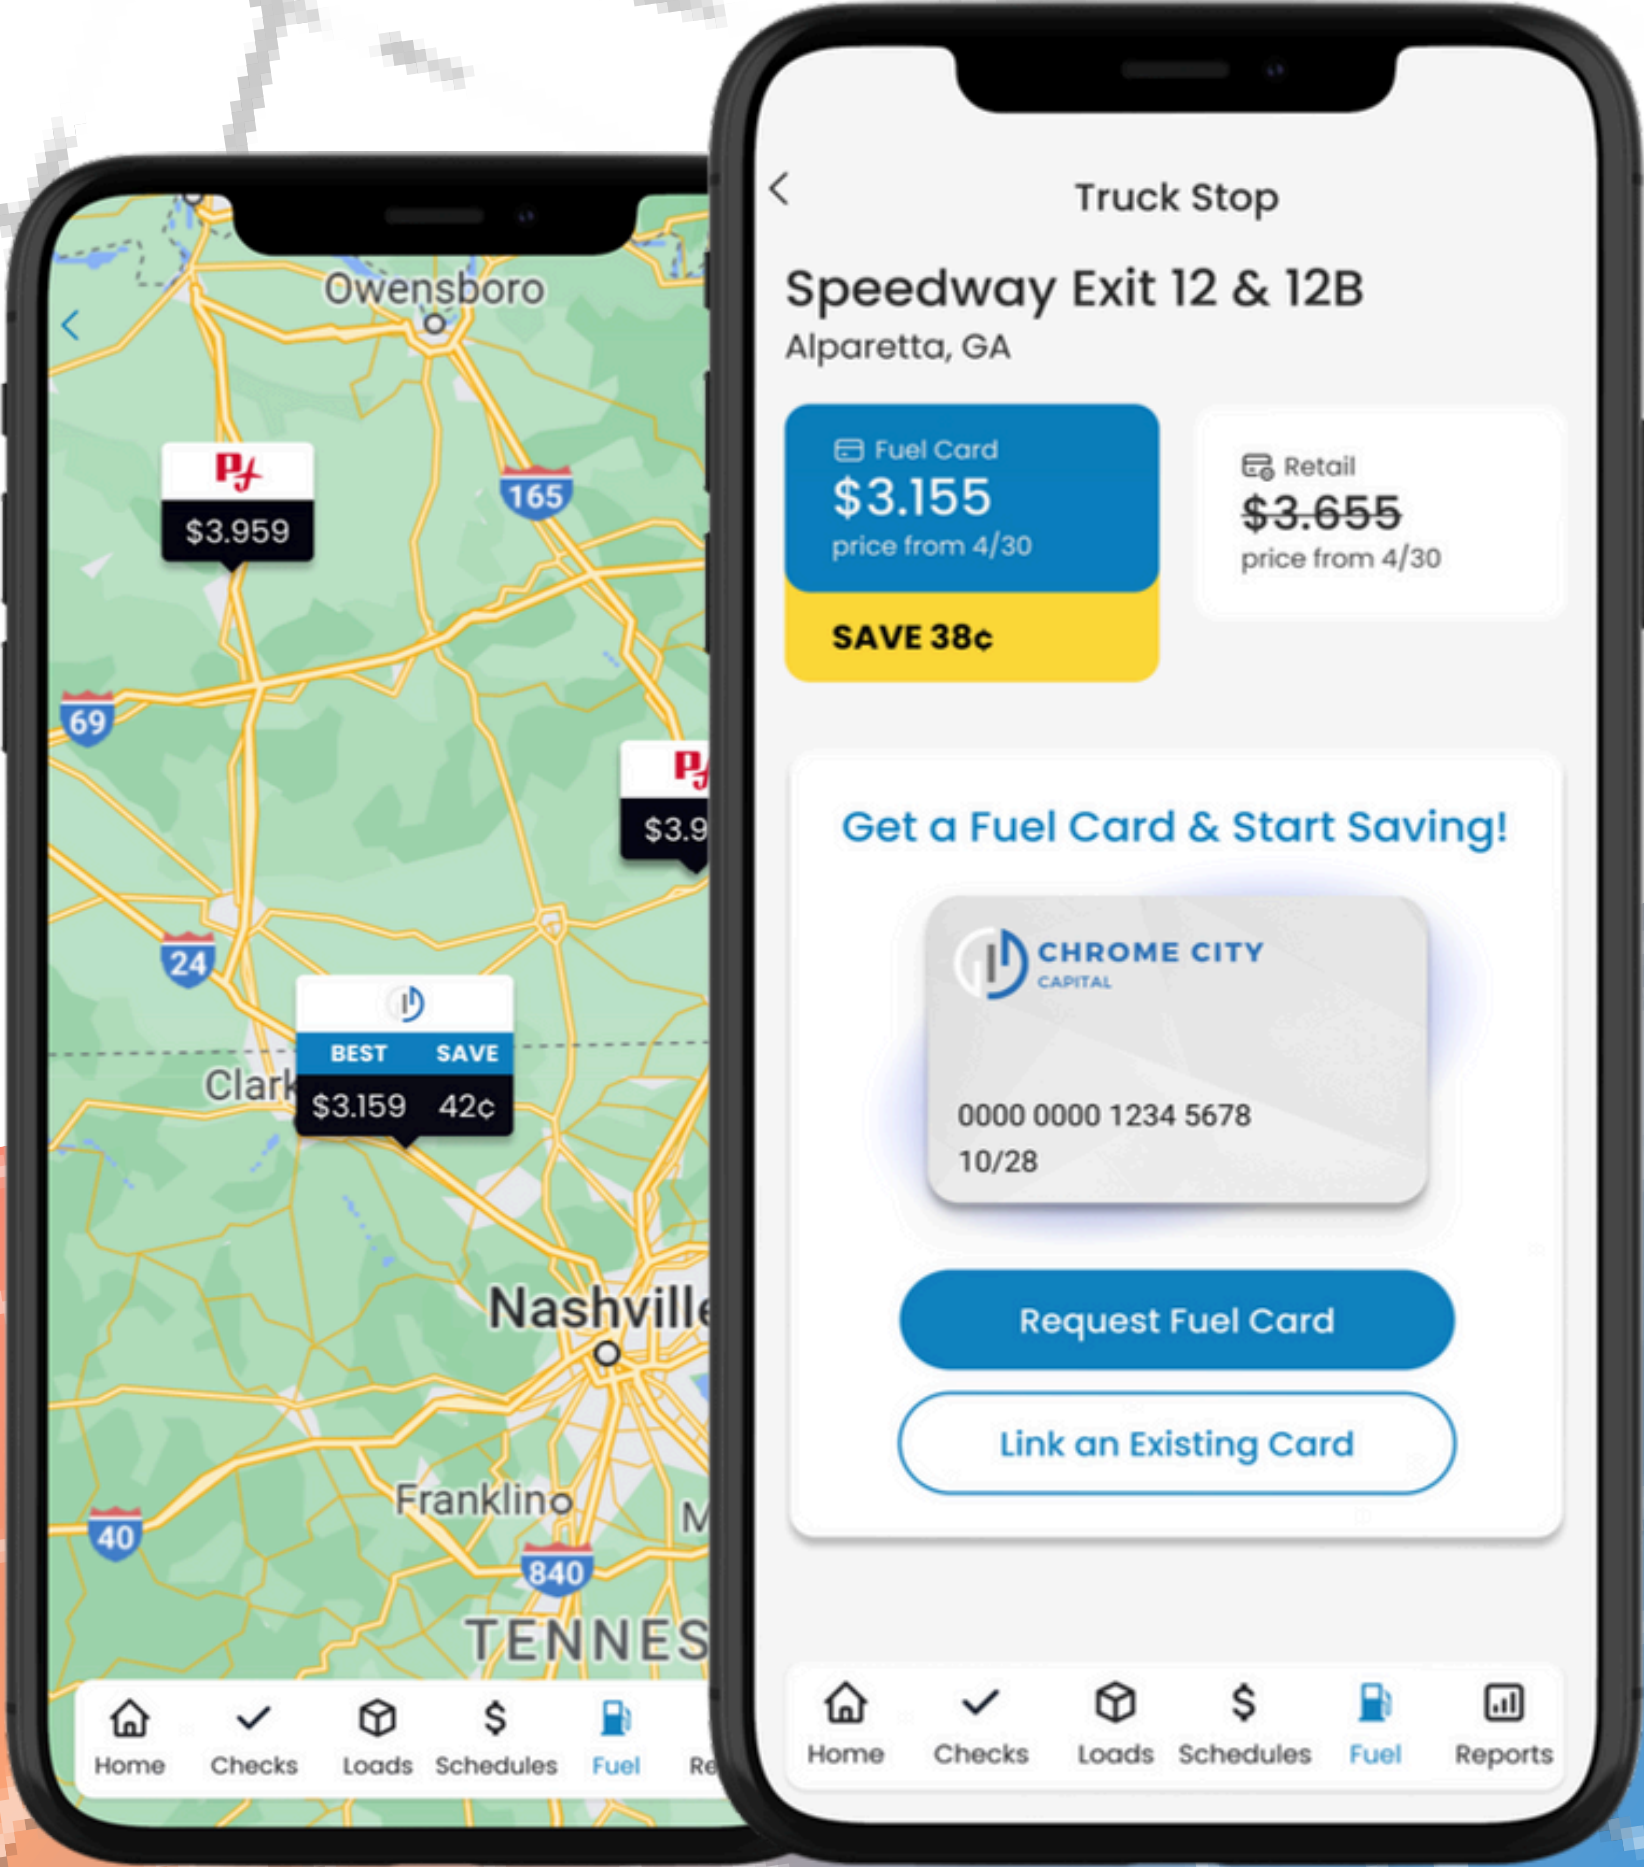 Owensboro
165
PJ
$3.959
69
PJ
$3.9
24
BEST SAVE
$3.159 42¢
Clark
Nashville
Franklin
40
840
TENNES
Home Checks Loads Schedules Fuel Re
Truck Stop
Speedway Exit 12 & 12B
Alparetta, GA
Fuel Card
$3.155
price from 4/30
SAVE 38¢
Retail
$3.655
price from 4/30
Get a Fuel Card & Start Saving!
CHROME CITY
CAPITAL
0000 0000 1234 5678
10/28
Request Fuel Card
Link an Existing Card
Home Checks Loads Schedules Fuel Reports